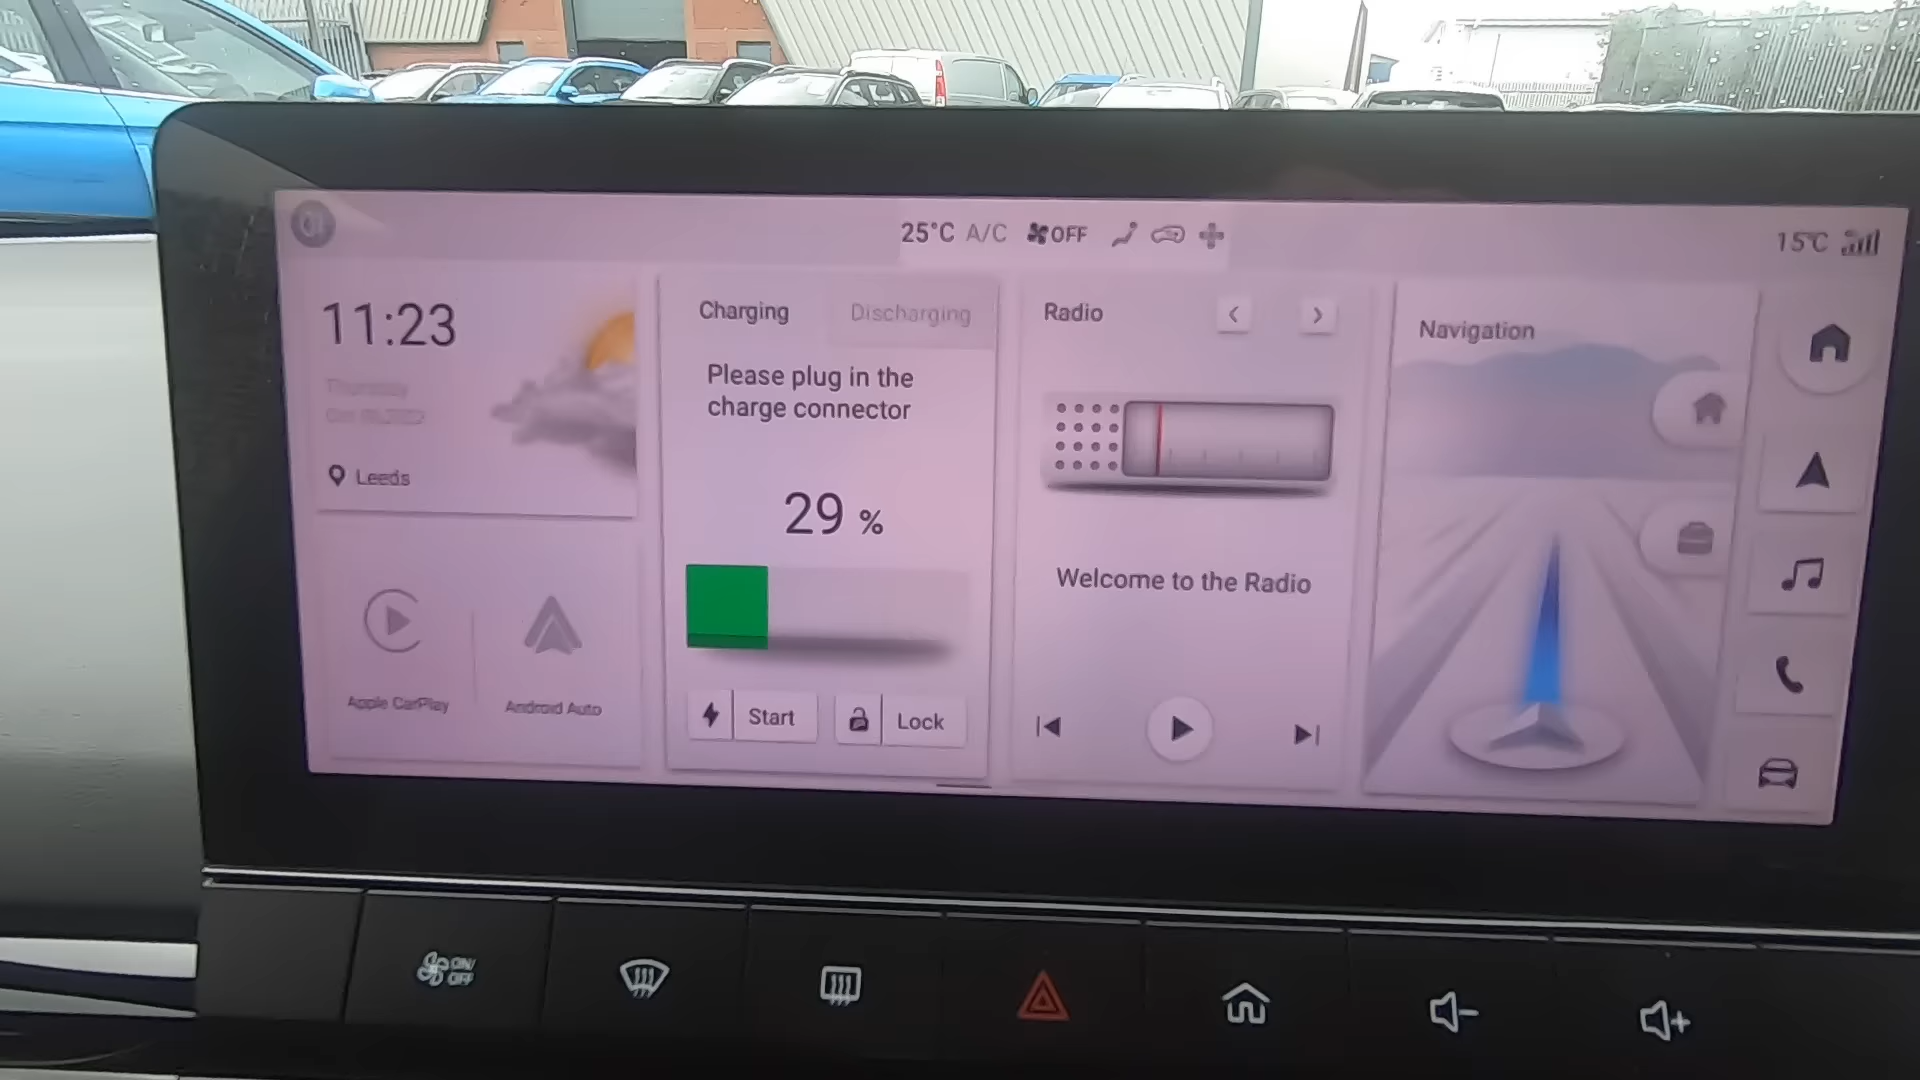 25°C A/C OFF
15°C
11:23
Thursday
Leeds
Apple CarPlay
Android Auto
Charging
Discharging
Please plug in the
charge connector
29 %
Start
Lock
Radio
Welcome to the Radio
Navigation
ON/
OFF